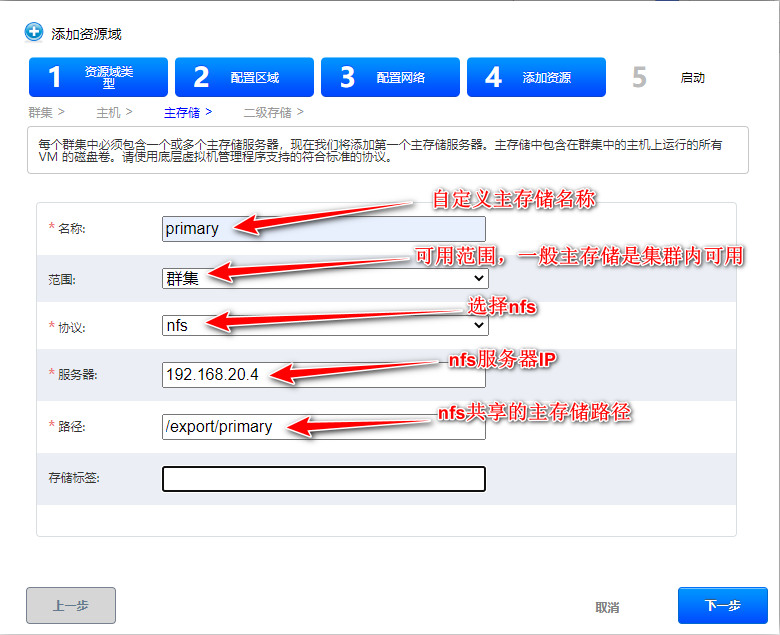 添加资源域
1 资源域类型
2 配置区域
3 配置网络
4 添加资源
5 启动
群集 > 主机 > 主存储 > 二级存储 >
每个群集中必须包含一个或多个主存储服务器，现在我们将添加第一个主存储服务器。主存储中包含在群集中的主机上运行的所有
VM 的磁盘卷。请使用底层虚拟机管理程序支持的符合标准的协议。
自定义主存储名称
* 名称: primary
可用范围，一般主存储是集群内可用
范围: 群集
选择nfs
* 协议: nfs
nfs服务器IP
* 服务器: 192.168.20.4
nfs共享的主存储路径
* 路径: /export/primary
存储标签:
上一步 取消 下一步